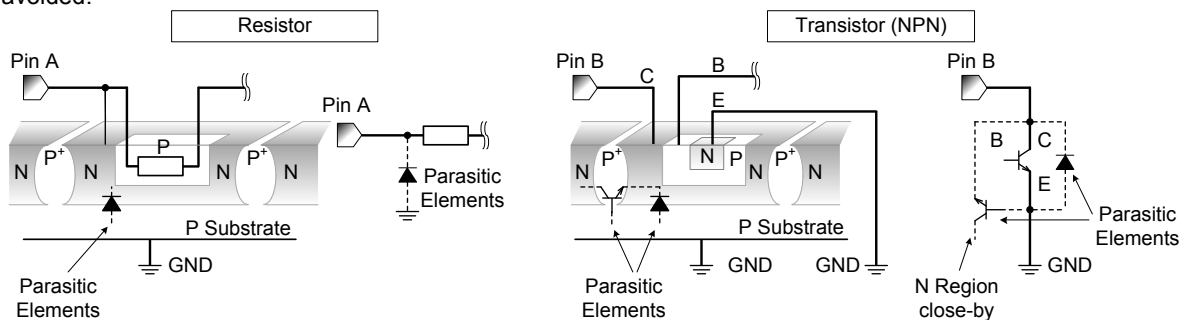 avoided.
Resistor
Transistor (NPN)
Pin A
Pin A
N
P+
N
P
N
P+
N
Parasitic
Elements
P Substrate
GND
Parasitic
Elements
Pin B
C
B
E
N
P+
N
N
P
N
P+
N
P Substrate
GND
GND
Parasitic
Elements
Pin B
B
C
E
Parasitic
Elements
GND
N Region
close-by